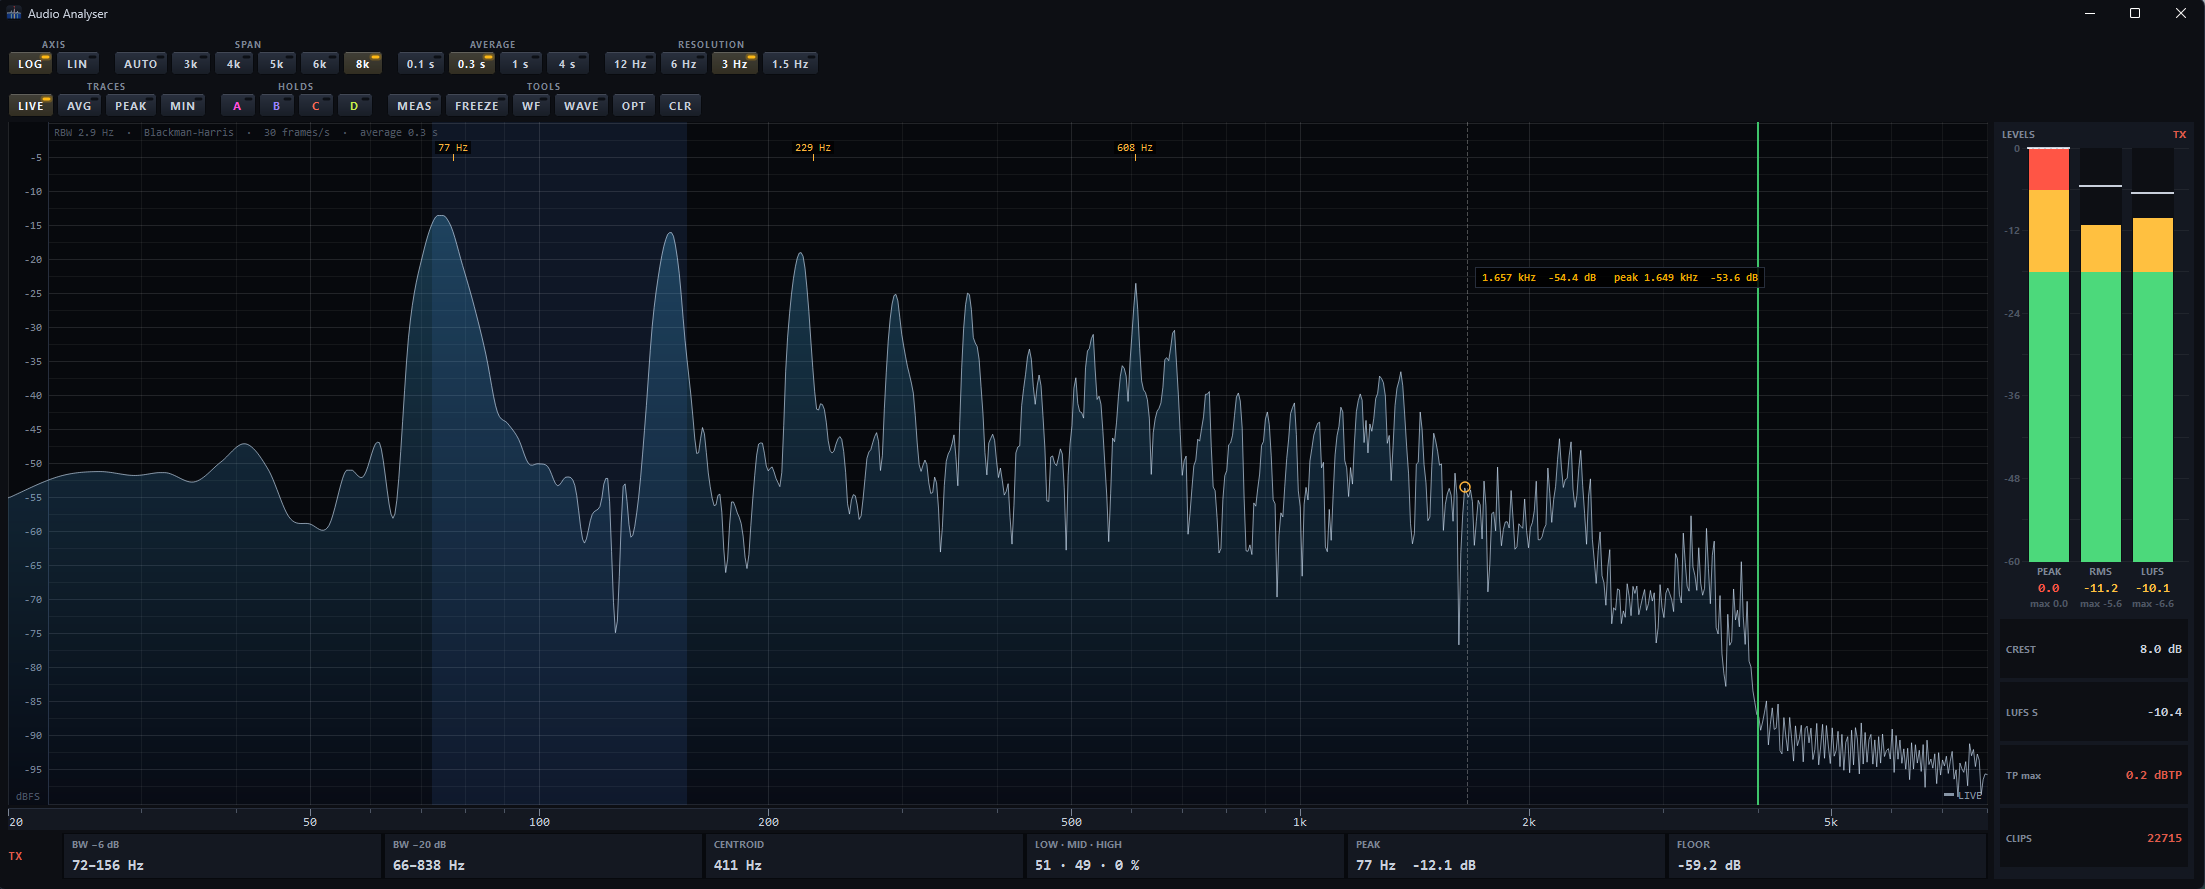 Audio Analyser
AXIS SPAN AVERAGE RESOLUTION
LOG LIN AUTO 3k 4k 5k 6k 8k 0.1 s 0.3 s 1 s 4 s 12 Hz 6 Hz 3 Hz 1.5 Hz
TRACES HOLDS TOOLS
LIVE AVG PEAK MIN A B C D MEAS FREEZE WF WAVE OPT CLR
RBW 2.9 Hz · Blackman-Harris · 30 frames/s · average 0.3 s
77 Hz 229 Hz 608 Hz
1.657 kHz -54.4 dB peak 1.649 kHz -53.6 dB
-5
-10
-15
-20
-25
-30
-35
-40
-45
-50
-55
-60
-65
-70
-75
-80
-85
-90
-95
dBFS
LIVE
20 50 100 200 500 1k 2k 5k
LEVELS TX
0
-12
-24
-36
-48
-60
PEAK RMS LUFS
0.0 -11.2 -10.1
max 0.0 max -5.6 max -6.6
CREST 8.0 dB
LUFS S -10.4
TP max 0.2 dBTP
CLIPS 22715
TX
BW −6 dB
72–156 Hz
BW −20 dB
66–838 Hz
CENTROID
411 Hz
LOW · MID · HIGH
51 · 49 · 0 %
PEAK
77 Hz -12.1 dB
FLOOR
-59.2 dB